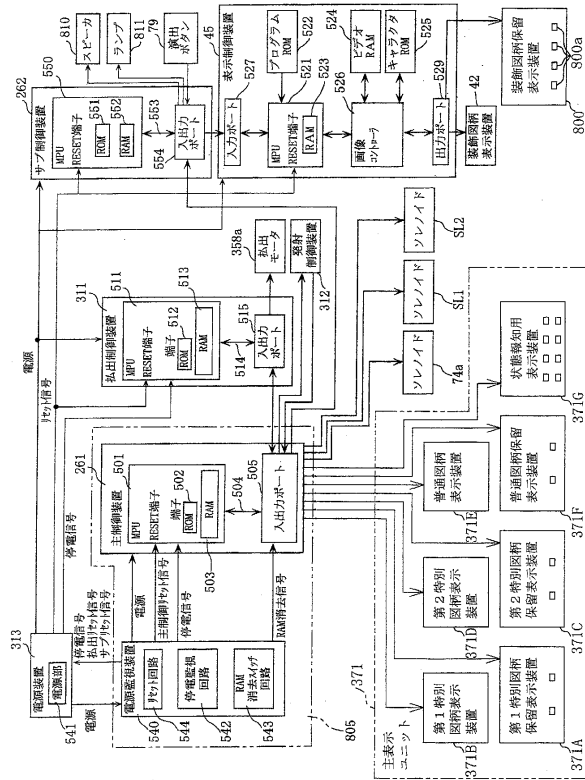 313
電源装置
電源部
541
電源
停電信号
払出リセット信号
サブリセット信号
電源
リセット信号
停電信号
電源監視装置
540
リセット回路
544
停電監視回路
542
RAM消去スイッチ回路
543
805
電源
主制御リセット信号
停電信号
RAM消去信号
261
主制御装置
501
MPU
RESET端子
端子
502
ROM
RAM
503
504
505
入出力ポート
311
払出制御装置
511
MPU
RESET端子
端子
512
ROM
513
RAM
514
515
入出力ポート
358a
払出モータ
発射制御装置
312
262
サブ制御装置
550
MPU
RESET端子
551
ROM
552
RAM
553
554
入出力ポート
810
スピーカ
811
ランプ
79
演出ボタン
45
表示制御装置
527
入力ポート
522
プログラムROM
521
MPU
RESET端子
523
RAM
524
ビデオRAM
525
キャラクタROM
526
画像コントローラ
529
出力ポート
42
装飾図柄表示装置
装飾図柄保留表示装置
800a
800
ソレノイド
74a
ソレノイド
SL1
ソレノイド
SL2
371
主表示ユニット
第1特別図柄表示装置
371B
第1特別図柄保留表示装置
371A
第2特別図柄表示装置
371D
第2特別図柄保留表示装置
371C
普通図柄表示装置
371E
普通図柄保留表示装置
371F
状態報知用表示装置
371G